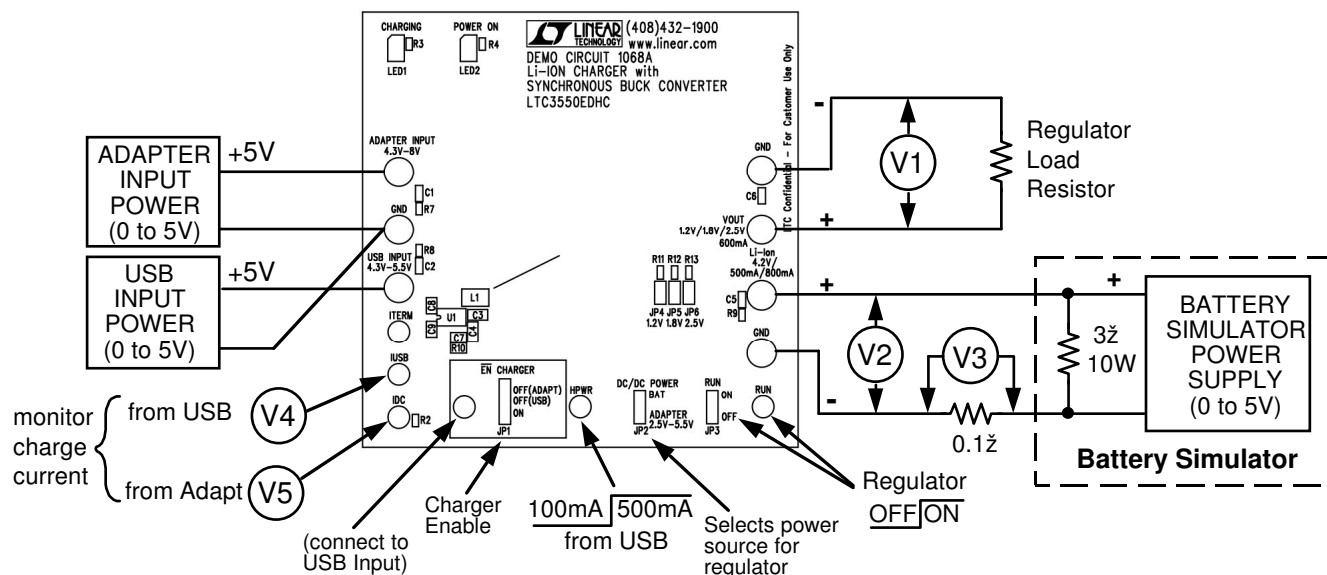 CHARGING
R3
LED1
POWER ON
R4
LED2
LINEAR
TECHNOLOGY
(408)432-1900
www.linear.com
DEMO CIRCUIT 1068A
Li-ION CHARGER with
SYNCHRONOUS BUCK CONVERTER
LTC3550EDHC
LTC Confidential - For Customer Use Only
ADAPTER
INPUT
POWER
(0 to 5V)
+5V
USB
INPUT
POWER
(0 to 5V)
+5V
ADAPTER INPUT
4.3V-8V
C1
R7
GND
R8
USB INPUT
4.3V-5.5V
C2
ITERM
C8
C9
U1
L1
C3
C4
C7
R10
IUSB
IDC
R2
EN CHARGER
OFF(ADAPT)
OFF(USB)
ON
JP1
HPWR
DC/DC POWER
BAT
ADAPTER
2.5V-5.5V
JP2
RUN
ON
OFF
JP3
RUN
R11 R12 R13
JP4 JP5 JP6
1.2V 1.8V 2.5V
GND
C6
VOUT
1.2V/1.8V/2.5V
600mA
Li-Ion
4.2V/
500mA/800mA
C5
R9
GND
-
V1
+
Regulator
Load
Resistor
+
V2
-
V3
0.1ž
3ž
10W
+
BATTERY
SIMULATOR
POWER
SUPPLY
(0 to 5V)
Battery Simulator
monitor
charge
current
from USB
V4
from Adapt
V5
(connect to
USB Input)
Charger
Enable
100mA 500mA
from USB
Selects power
source for
regulator
Regulator
OFF ON